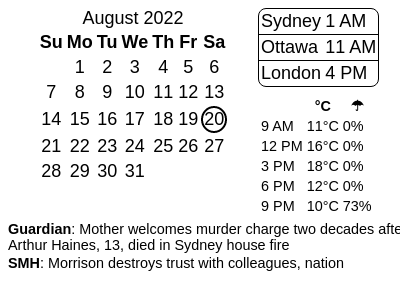 August 2022
Su Mo Tu We Th Fr Sa
1 2 3 4 5 6
7 8 9 10 11 12 13
14 15 16 17 18 19 20
21 22 23 24 25 26 27
28 29 30 31
Sydney 1 AM
Ottawa 11 AM
London 4 PM
°C ☂
9 AM 11°C 0%
12 PM 16°C 0%
3 PM 18°C 0%
6 PM 12°C 0%
9 PM 10°C 73%
Guardian: Mother welcomes murder charge two decades afte
Arthur Haines, 13, died in Sydney house fire
SMH: Morrison destroys trust with colleagues, nation